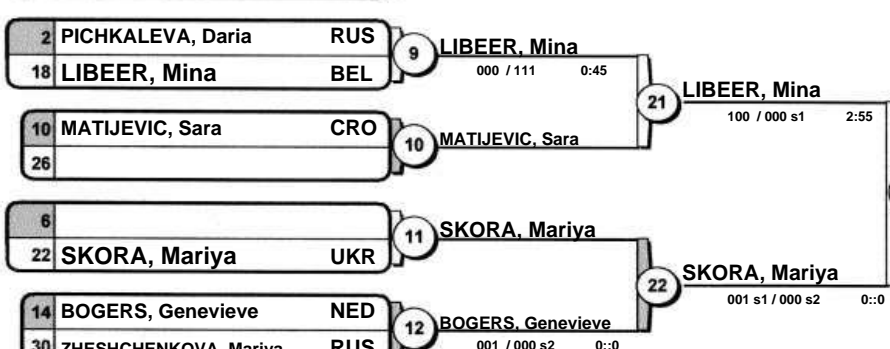 2 PICHKALEVA, Daria RUS
18 LIBEER, Mina BEL
9 LIBEER, Mina
000 / 111 0:45
10 MATIJEVIC, Sara CRO
26
10 MATIJEVIC, Sara
21 LIBEER, Mina
100 / 000 s1 2:55
6
22 SKORA, Mariya UKR
11 SKORA, Mariya
14 BOGERS, Genevieve NED
30 ZHESHCHENKOVA, Mariya RUS
12 BOGERS, Genevieve
001 / 000 s2 0::0
22 SKORA, Mariya
001 s1 / 000 s2 0::0